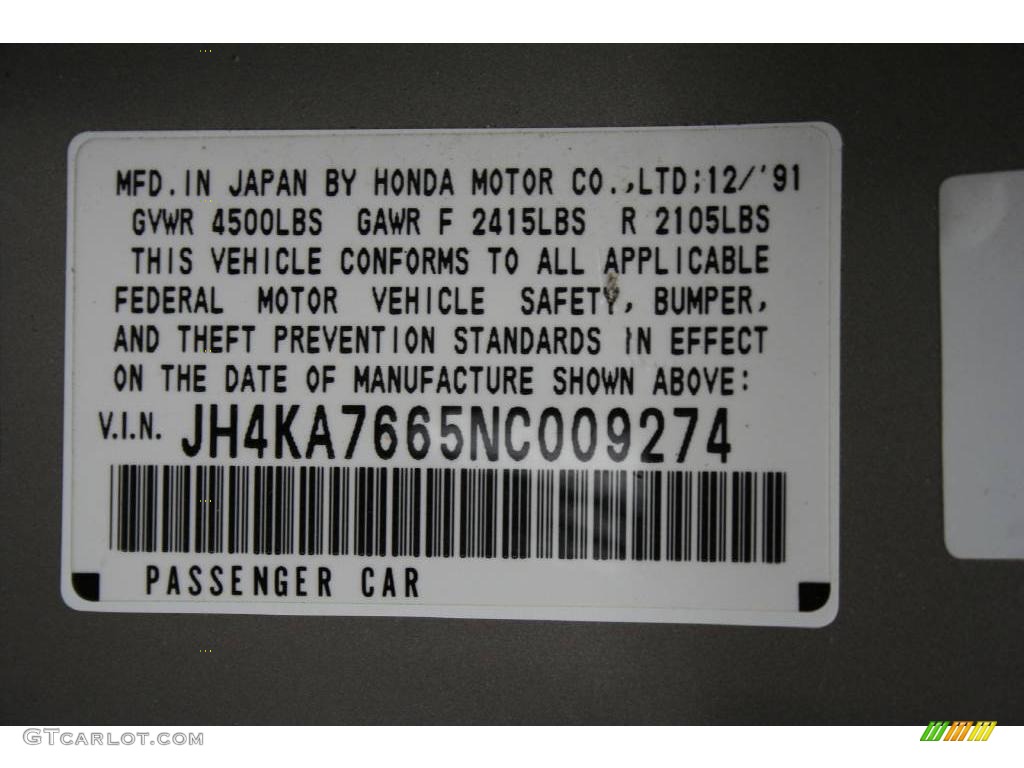 MFD.IN JAPAN BY HONDA MOTOR CO.,LTD;12/'91
GVWR 4500LBS GAWR F 2415LBS R 2105LBS
THIS VEHICLE CONFORMS TO ALL APPLICABLE
FEDERAL MOTOR VEHICLE SAFETY, BUMPER,
AND THEFT PREVENTION STANDARDS IN EFFECT
ON THE DATE OF MANUFACTURE SHOWN ABOVE:
V.I.N. JH4KA7665NC009274
PASSENGER CAR
GTCARLOT.COM